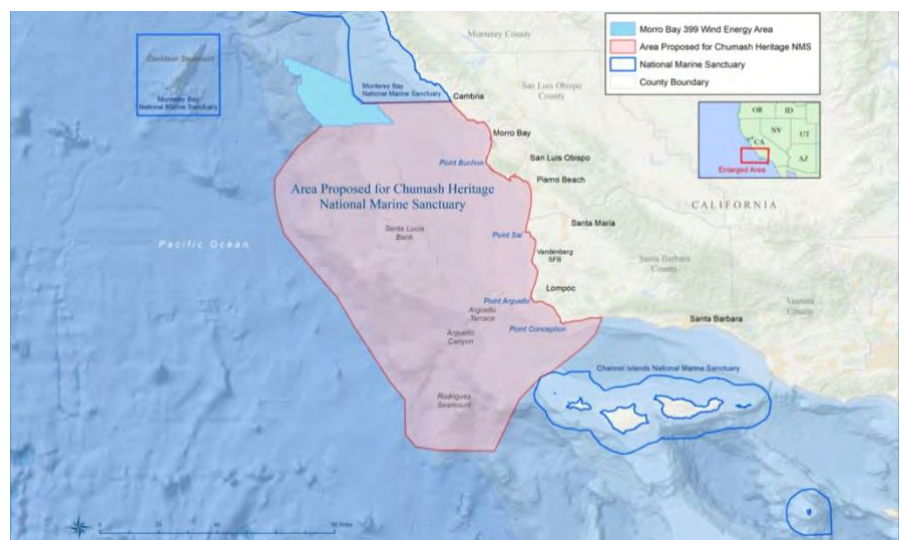 Morro Bay 399 Wind Energy Area
Area Proposed for Chumash Heritage NMS
National Marine Sanctuary
County Boundary
OR
ID
NV
UT
CA
AZ
Enlarged Area
Monterey County
Davidson Seamount
Monterey Bay
National Marine Sanctuary
Monterey Bay
National Marine Sanctuary
Cambria
San Luis Obispo
County
Morro Bay
Point Buchon
San Luis Obispo
Pismo Beach
Area Proposed for Chumash Heritage
National Marine Sanctuary
CALIFORNIA
Santa Lucia
Bank
Santa Maria
Point Sal
Pacific Ocean
Vandenberg
SFB
Santa Barbara
County
Lompoc
Point Arguello
Ventura
County
Arguello
Terrace
Santa Barbara
Point Conception
Arguello
Canyon
Channel Islands National Marine Sanctuary
Rodriguez
Seamount